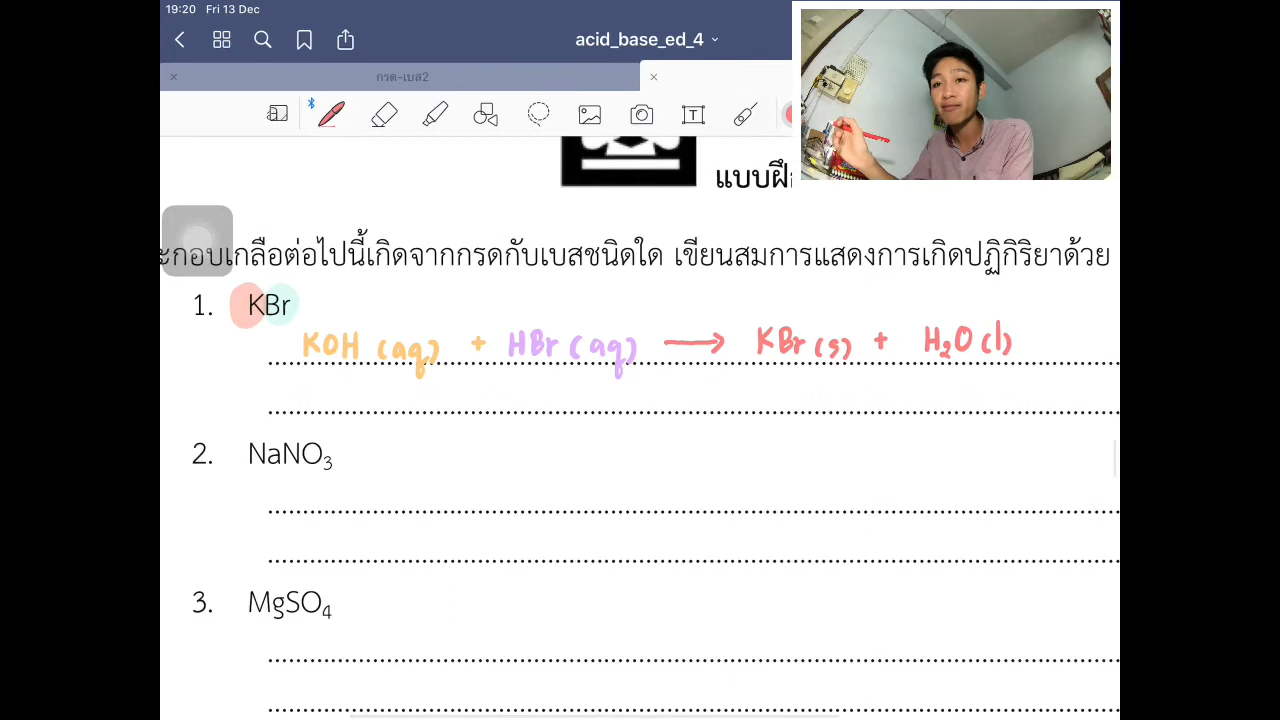 19:20 Fri 13 Dec
acid_base_ed_4
กรด-เบส2
T
แบบฝึ
ะกอบเกลือต่อไปนี้เกิดจากกรดกับเบสชนิดใด เขียนสมการแสดงการเกิดปฏิกิริยาด้วย
1. KBr
KOH (aq) + HBr (aq) → KBr (s) + H₂O (l)
2. NaNO₃
3. MgSO₄